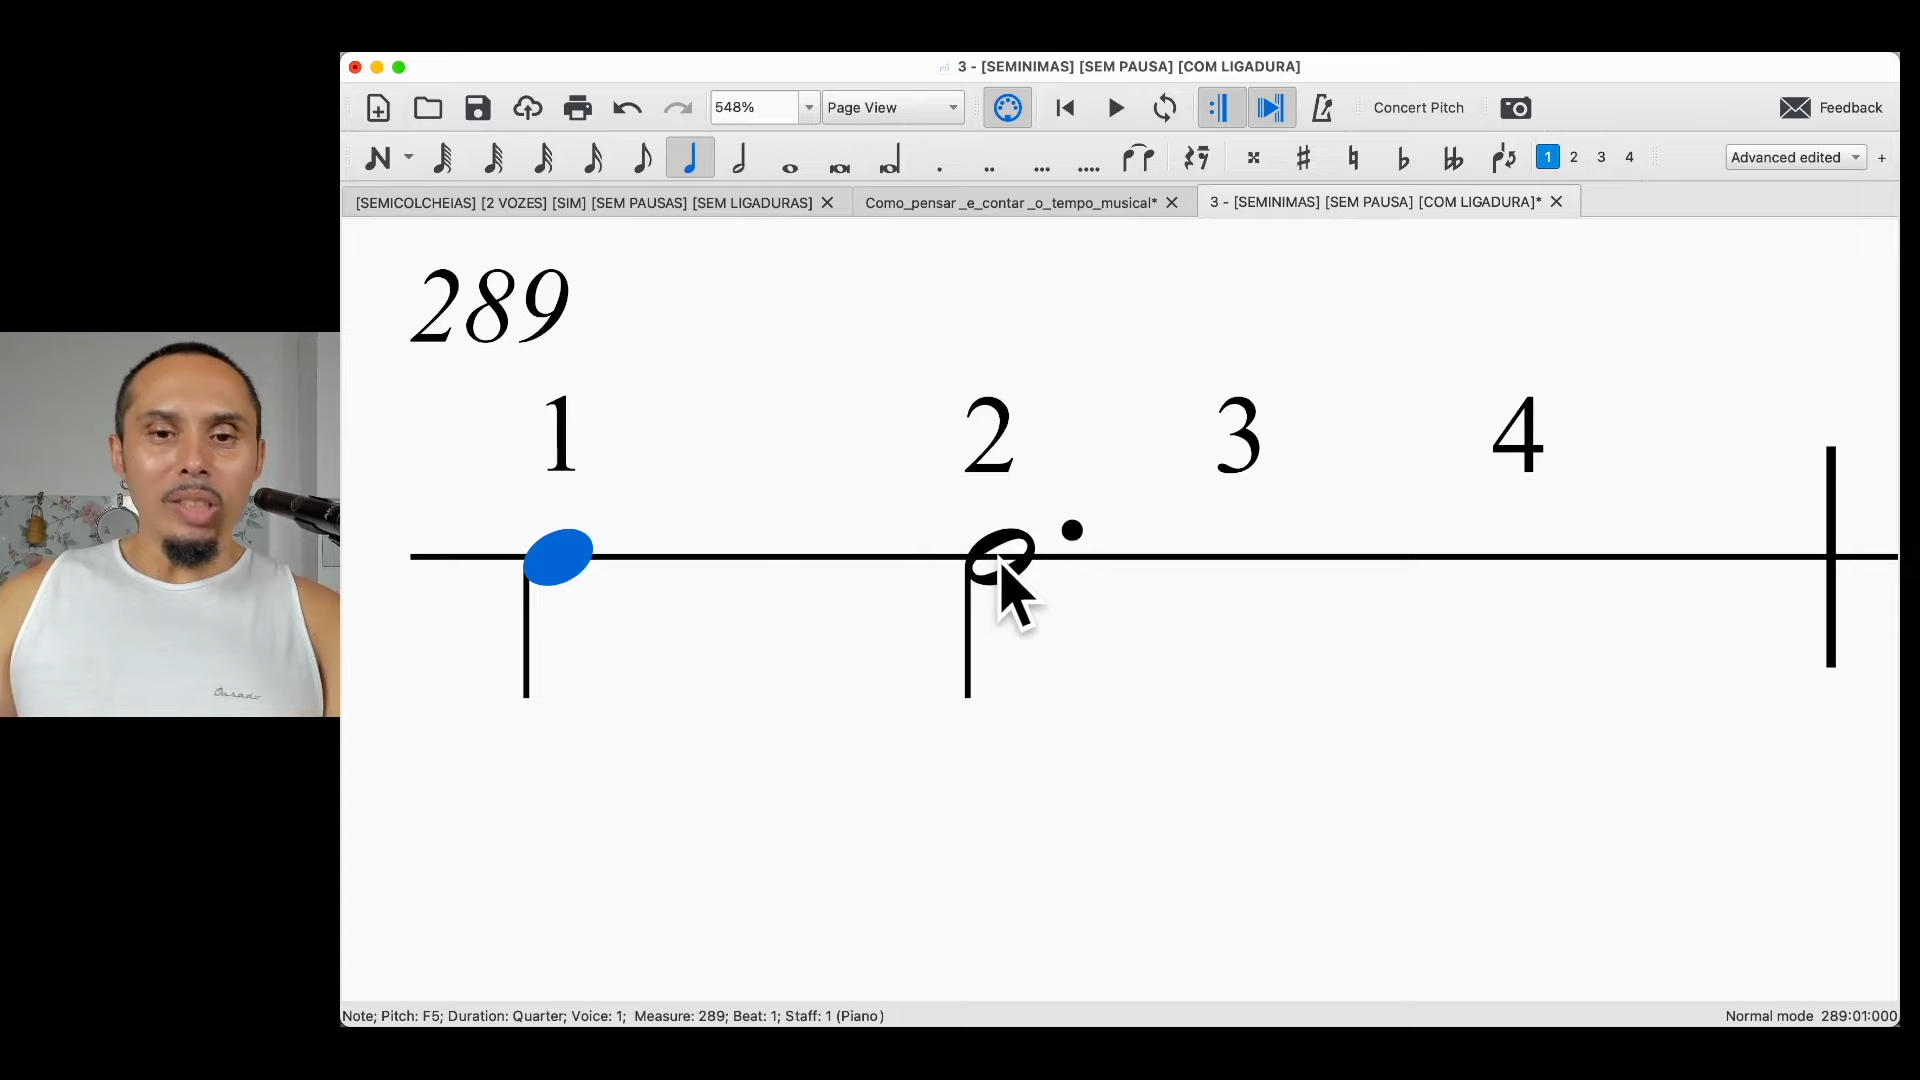 3 - [SEMINIMAS] [SEM PAUSA] [COM LIGADURA]
548% Page View Concert Pitch Feedback
1 2 3 4 Advanced edited +
[SEMICOLCHEIAS] [2 VOZES] [SIM] [SEM PAUSAS] [SEM LIGADURAS] Como_pensar_e_contar_o_tempo_musical* 3 - [SEMINIMAS] [SEM PAUSA] [COM LIGADURA]*
289
1 2 3 4
Ousado
Note; Pitch: F5; Duration: Quarter; Voice: 1; Measure: 289; Beat: 1; Staff: 1 (Piano) Normal mode 289:01:000